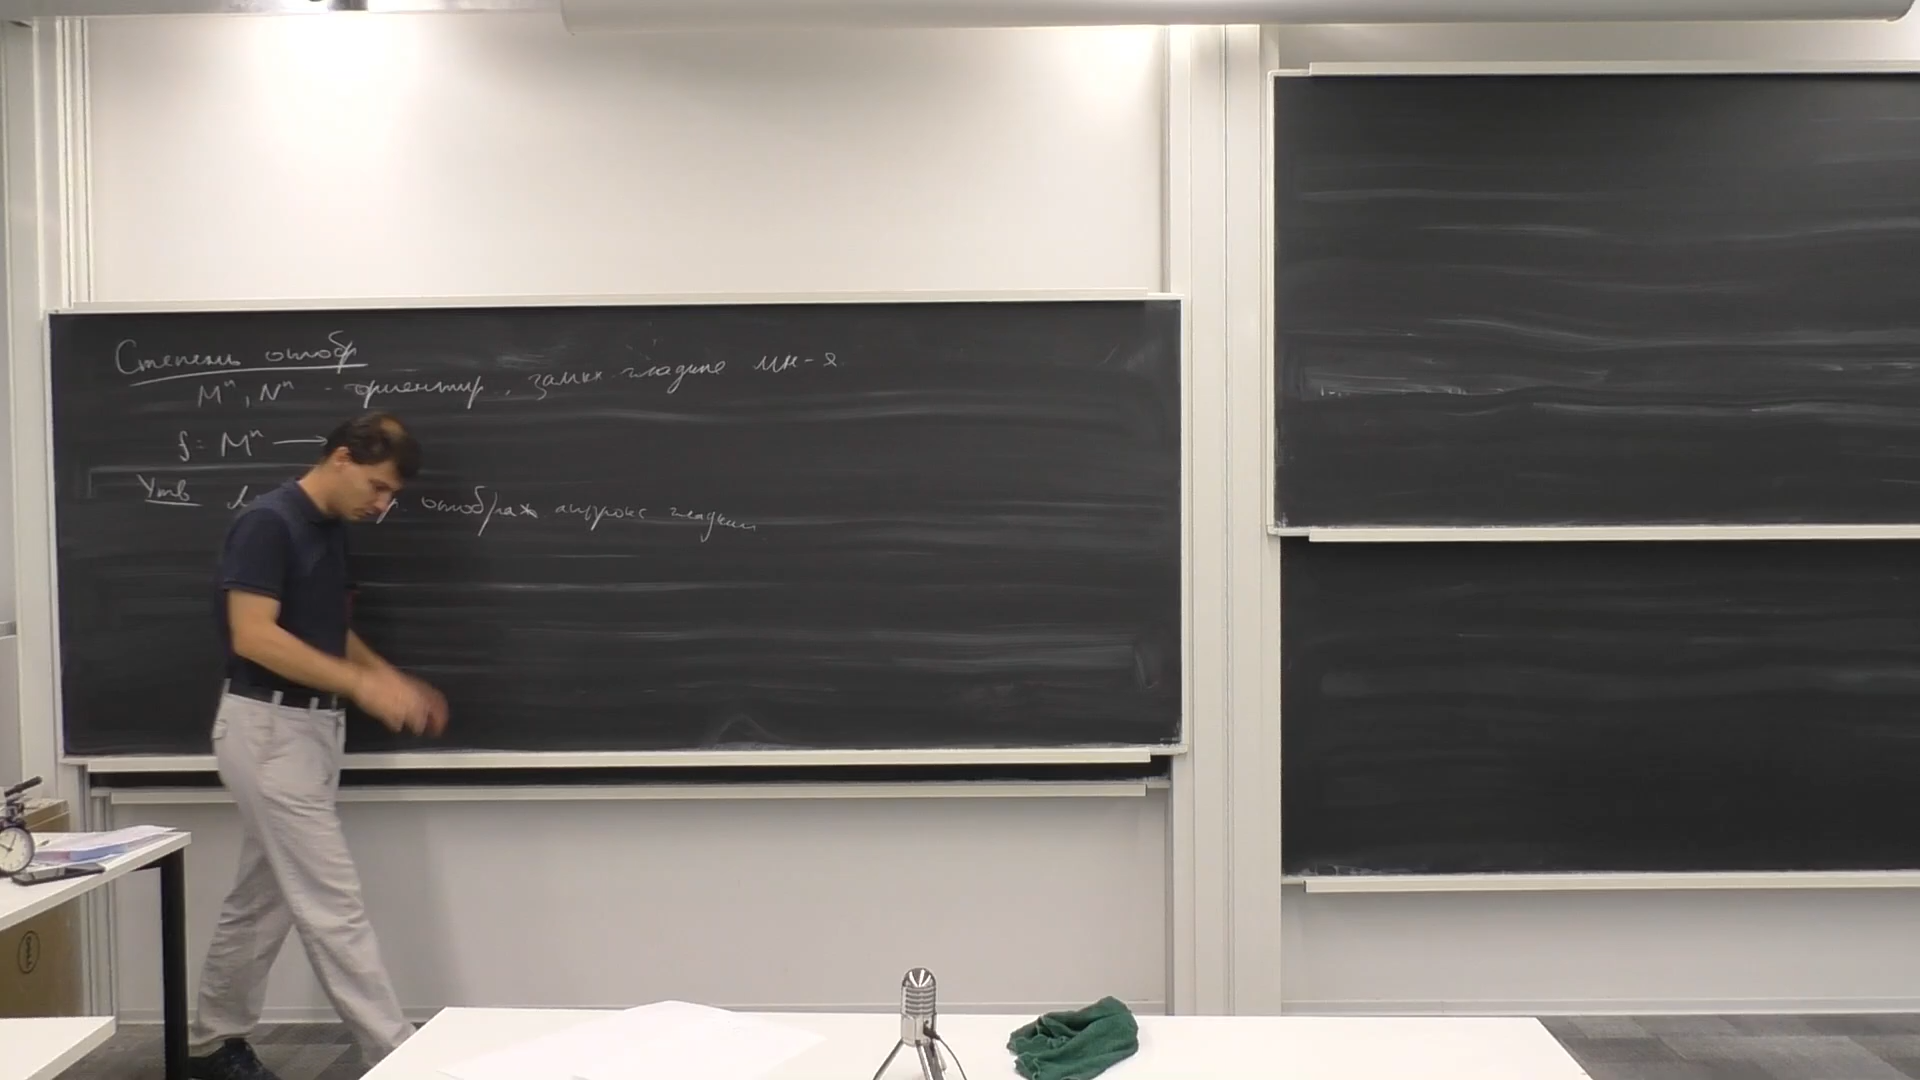 Степень отобр
Mⁿ, Nⁿ - ориентир., замкн. гладкие мн-я.
f: Mⁿ ⟶
Утв отображ аппрокс гладким